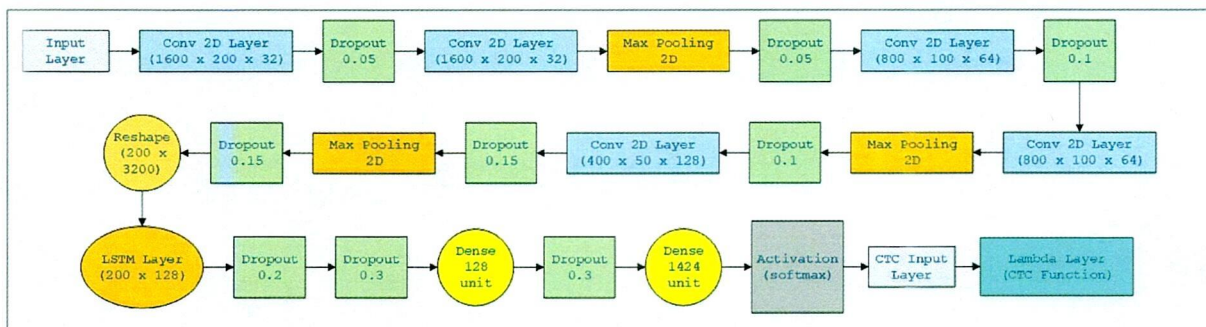 Input
Layer
Conv 2D Layer
(1600 x 200 x 32)
Dropout
0.05
Conv 2D Layer
(1600 x 200 x 32)
Max Pooling
2D
Dropout
0.05
Conv 2D Layer
(800 x 100 x 64)
Dropout
0.1
Conv 2D Layer
(800 x 100 x 64)
Max Pooling
2D
Dropout
0.1
Conv 2D Layer
(400 x 50 x 128)
Dropout
0.15
Max Pooling
2D
Dropout
0.15
Reshape
(200 x
3200)
LSTM Layer
(200 x 128)
Dropout
0.2
Dropout
0.3
Dense
128
unit
Dropout
0.3
Dense
1424
unit
Activation
(softmax)
CTC Input
Layer
Lambda Layer
(CTC Function)